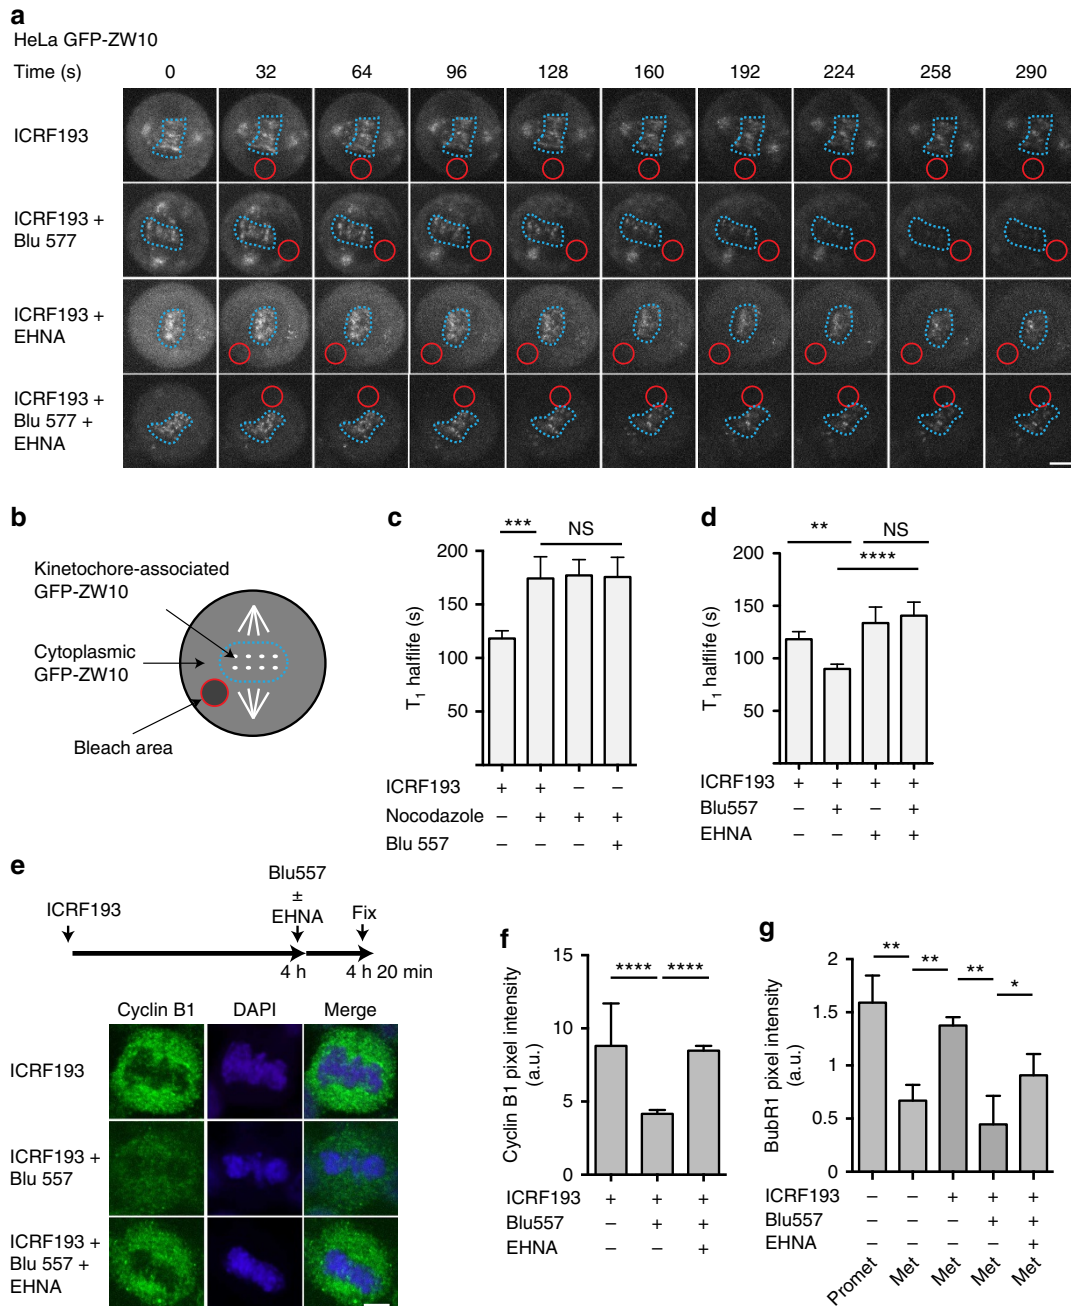 a
HeLa GFP-ZW10
Time (s) 0 32 64 96 128 160 192 224 258 290
ICRF193
ICRF193 +
Blu 577
ICRF193 +
EHNA
ICRF193 +
Blu 577 +
EHNA
b
Kinetochore-associated
GFP-ZW10
Cytoplasmic
GFP-ZW10
Bleach area
c
*** NS
200
150
100
50
T1 halflife (s)
ICRF193 + + – –
Nocodazole – + + +
Blu 557 – – – +
d
** NS
****
200
150
100
50
T1 halflife (s)
ICRF193 + + + +
Blu557 – + – +
EHNA – – + +
e
ICRF193
Blu557
±
EHNA
Fix
4 h 4 h 20 min
Cyclin B1 DAPI Merge
ICRF193
ICRF193 +
Blu 557
ICRF193 +
Blu 557 +
EHNA
f
**** ****
15
10
5
0
Cyclin B1 pixel intensity
(a.u.)
ICRF193 + + +
Blu557 – + +
EHNA – – +
g
** ** ** *
2
1.5
1
0.5
0
BubR1 pixel intensity
(a.u.)
ICRF193 – – + + +
Blu557 – – – + +
EHNA – – – – +
Promet Met Met Met Met